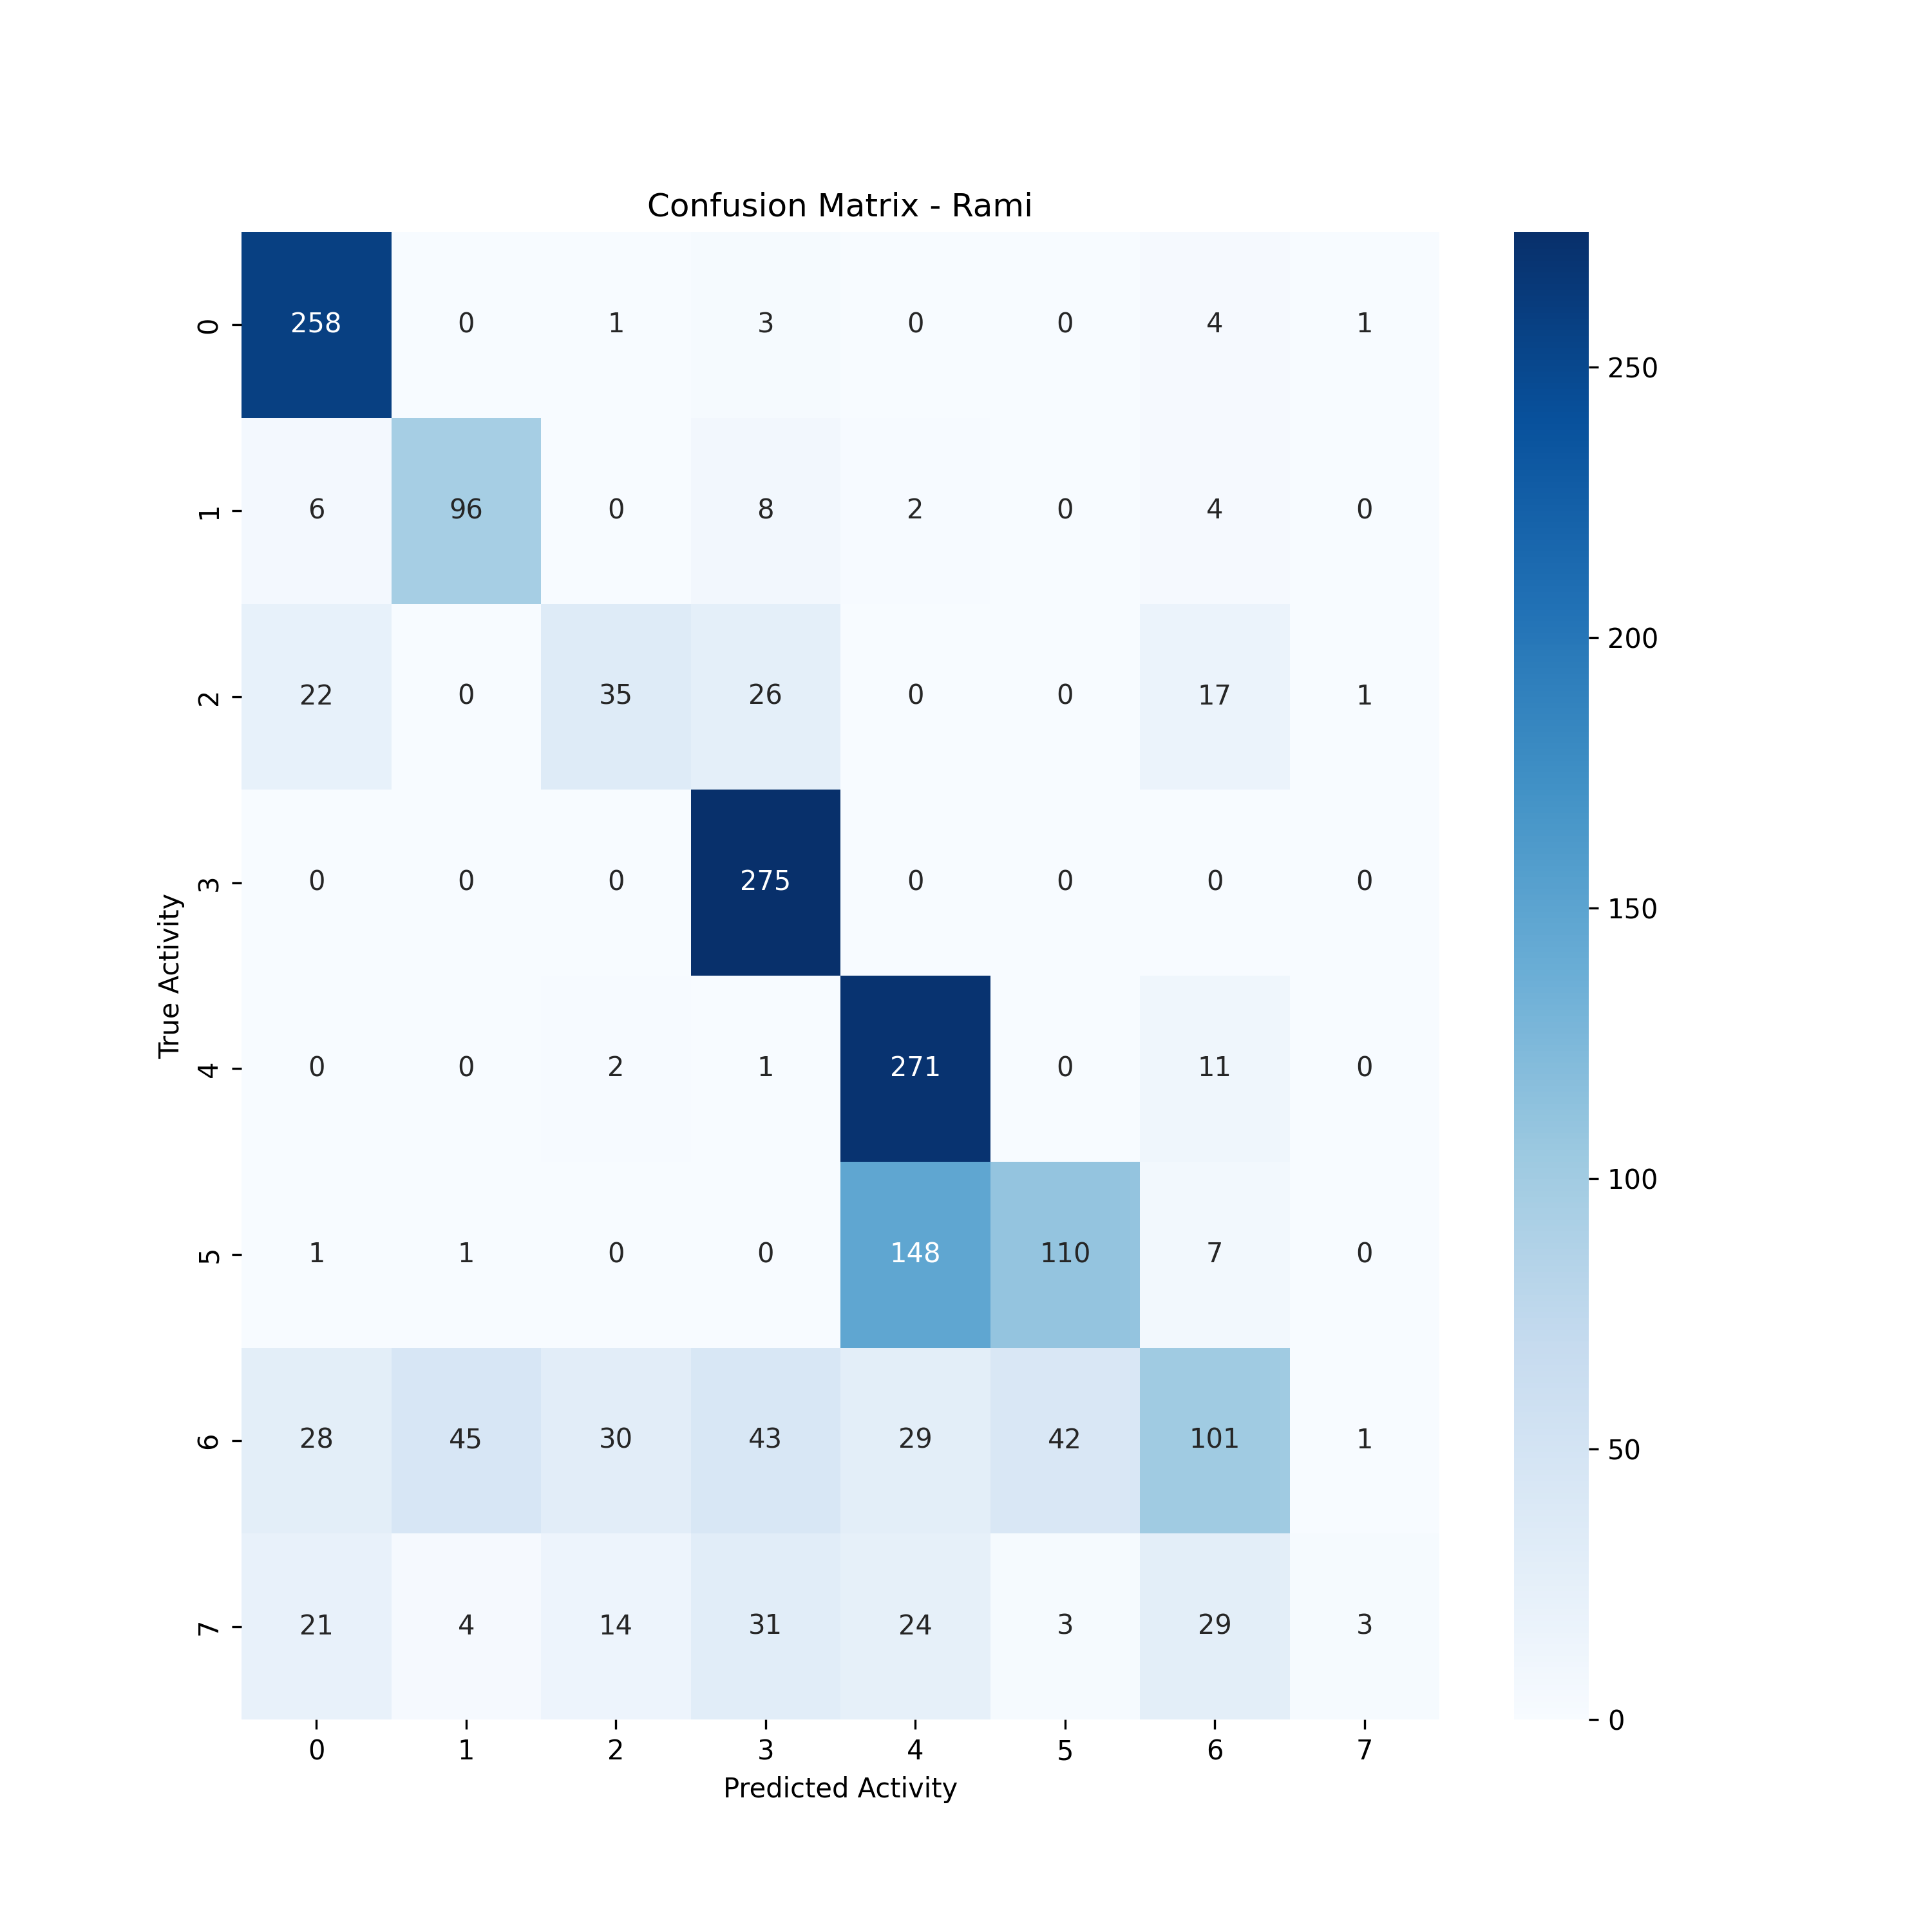 Confusion Matrix - Rami
0 258 0 1 3 0 0 4 1
1 6 96 0 8 2 0 4 0
2 22 0 35 26 0 0 17 1
3 0 0 0 275 0 0 0 0
4 0 0 2 1 271 0 11 0
5 1 1 0 0 148 110 7 0
6 28 45 30 43 29 42 101 1
7 21 4 14 31 24 3 29 3
0 1 2 3 4 5 6 7
Predicted Activity
True Activity
250
200
150
100
50
0